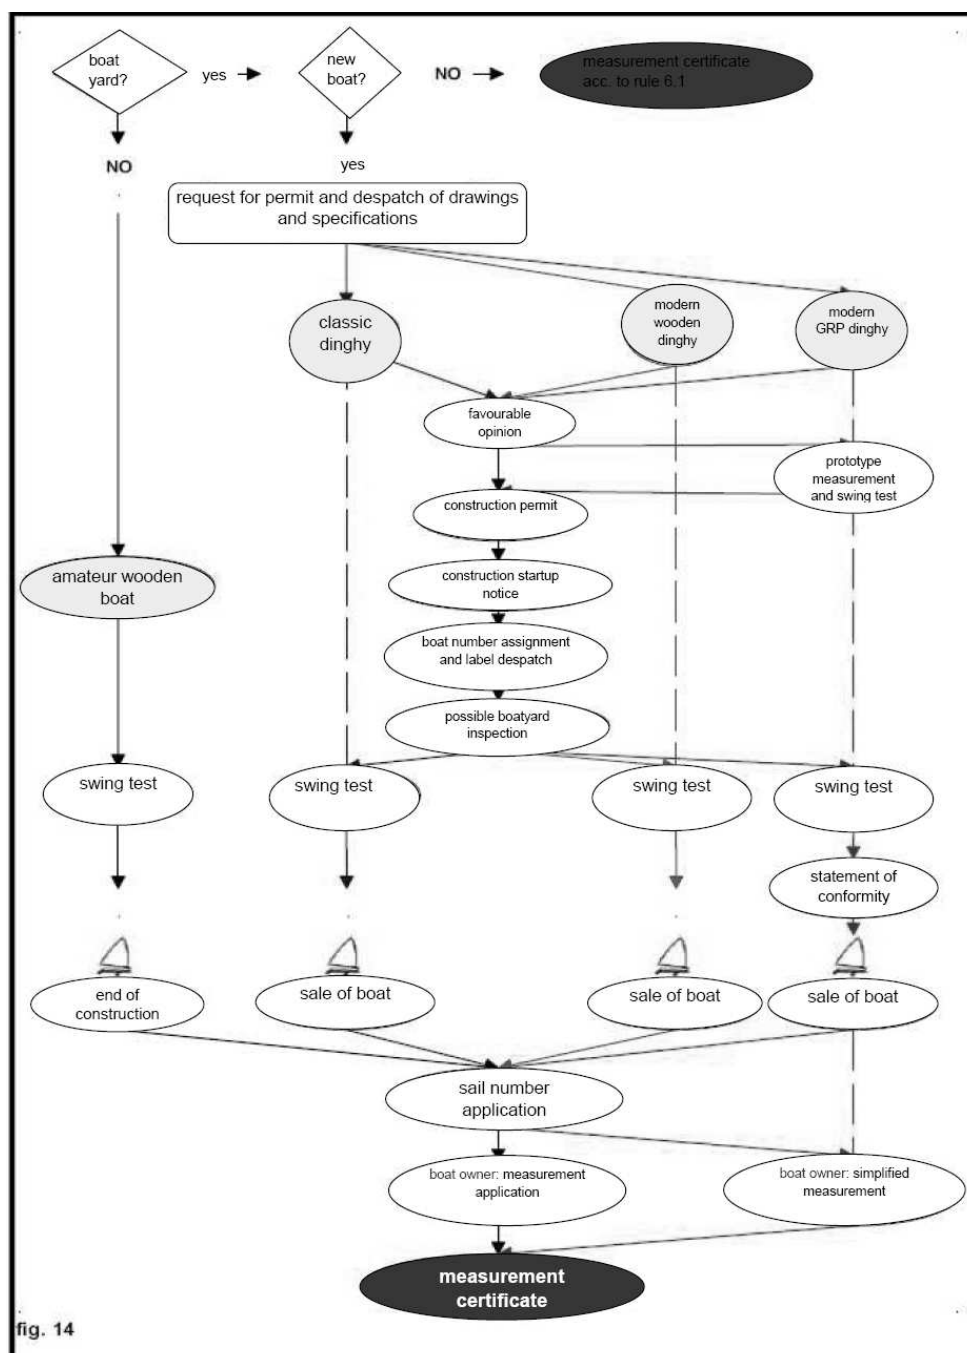 boat
yard?
yes
new
boat?
NO
measurement certificate
acc. to rule 6.1
NO
yes
request for permit and despatch of drawings
and specifications
classic
dinghy
modern
wooden
dinghy
modern
GRP dinghy
favourable
opinion
prototype
measurement
and swing test
construction permit
amateur wooden
boat
construction startup
notice
boat number assignment
and label despatch
possible boatyard
inspection
swing test
swing test
swing test
swing test
statement of
conformity
end of
construction
sale of boat
sale of boat
sale of boat
sail number
application
boat owner: measurement
application
boat owner: simplified
measurement
measurement
certificate
fig. 14